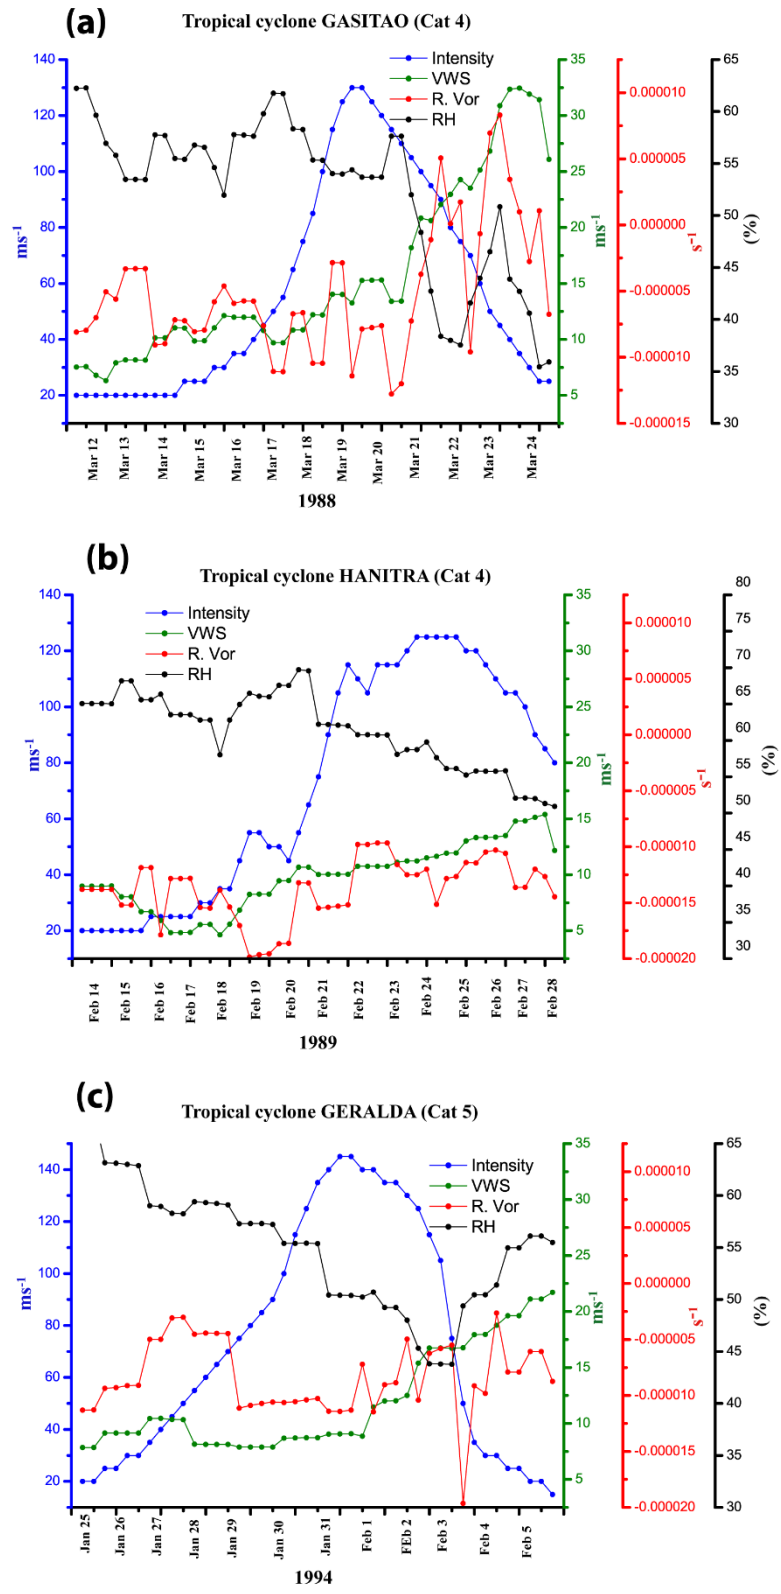 (a)
Tropical cyclone GASITAO (Cat 4)
Intensity
VWS
R. Vor
RH
140
120
100
80
60
40
20
ms-1
35
30
25
20
15
10
5
ms-1
0.000010
0.000005
0.000000
-0.000005
-0.000010
-0.000015
s-1
65
60
55
50
45
40
35
30
(%)
Mar 12
Mar 13
Mar 14
Mar 15
Mar 16
Mar 17
Mar 18
Mar 19
Mar 20
Mar 21
Mar 22
Mar 23
Mar 24
1988
(b)
Tropical cyclone HANITRA (Cat 4)
Intensity
VWS
R. Vor
RH
140
120
100
80
60
40
20
ms-1
35
30
25
20
15
10
5
ms-1
0.000010
0.000005
0.000000
-0.000005
-0.000010
-0.000015
-0.000020
s-1
80
75
70
65
60
55
50
45
40
35
30
(%)
Feb 14
Feb 15
Feb 16
Feb 17
Feb 18
Feb 19
Feb 20
Feb 21
Feb 22
Feb 23
Feb 24
Feb 25
Feb 26
Feb 27
Feb 28
1989
(c)
Tropical cyclone GERALDA (Cat 5)
Intensity
VWS
R. Vor
RH
140
120
100
80
60
40
20
ms-1
35
30
25
20
15
10
5
ms-1
0.000010
0.000005
0.000000
-0.000005
-0.000010
-0.000015
-0.000020
s-1
65
60
55
50
45
40
35
30
(%)
Jan 25
Jan 26
Jan 27
Jan 28
Jan 29
Jan 30
Jan 31
Feb 1
FEb 2
Feb 3
Feb 4
Feb 5
1994